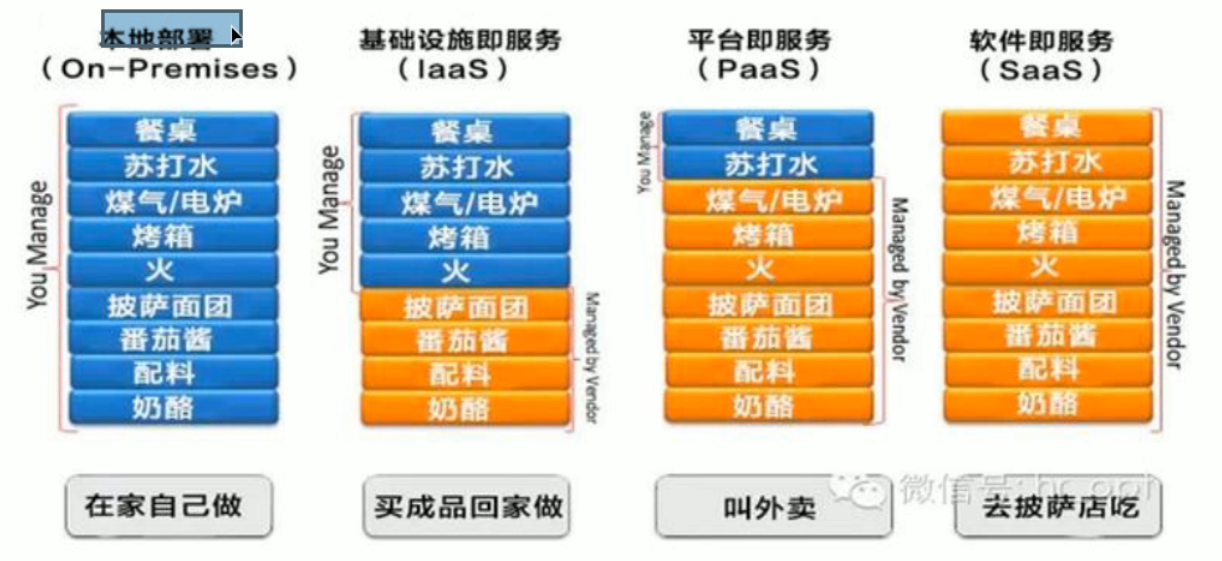 本地部署
（On-Premises）
You Manage
餐桌
苏打水
煤气/电炉
烤箱
火
披萨面团
番茄酱
配料
奶酪
在家自己做
基础设施即服务
（IaaS）
You Manage
餐桌
苏打水
煤气/电炉
烤箱
火
披萨面团
番茄酱
配料
奶酪
Managed by Vendor
买成品回家做
平台即服务
（PaaS）
You Manage
餐桌
苏打水
煤气/电炉
烤箱
火
披萨面团
番茄酱
配料
奶酪
Managed by Vendor
叫外卖
软件即服务
（SaaS）
餐桌
苏打水
煤气/电炉
烤箱
火
披萨面团
番茄酱
配料
奶酪
Managed by Vendor
去披萨店吃
微信号: